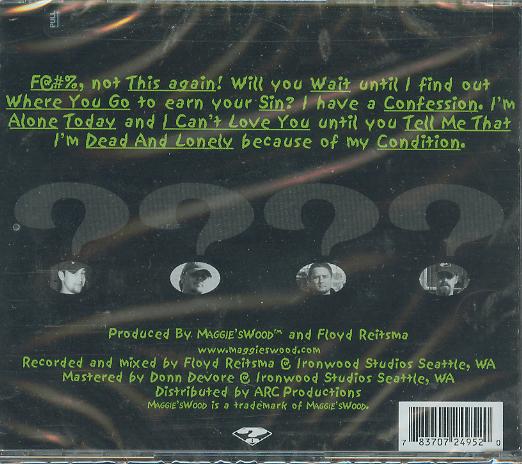 PULL
F@#%, not This again! Will you Wait until I find out
Where You Go to earn your Sin? I have a Confession. I'm
Alone Today and I Can't Love You until you Tell Me That
I'm Dead And Lonely because of my Condition.
? ? ? ?
Produced By Maggie'sWood™ and Floyd Reitsma
www.maggieswood.com
Recorded and mixed by Floyd Reitsma @ Ironwood Studios Seattle, WA
Mastered by Donn Devore @ Ironwood Studios Seattle, WA
Distributed by ARC Productions
Maggie'sWood is a trademark of Maggie'sWood.
7 83707 24952 0